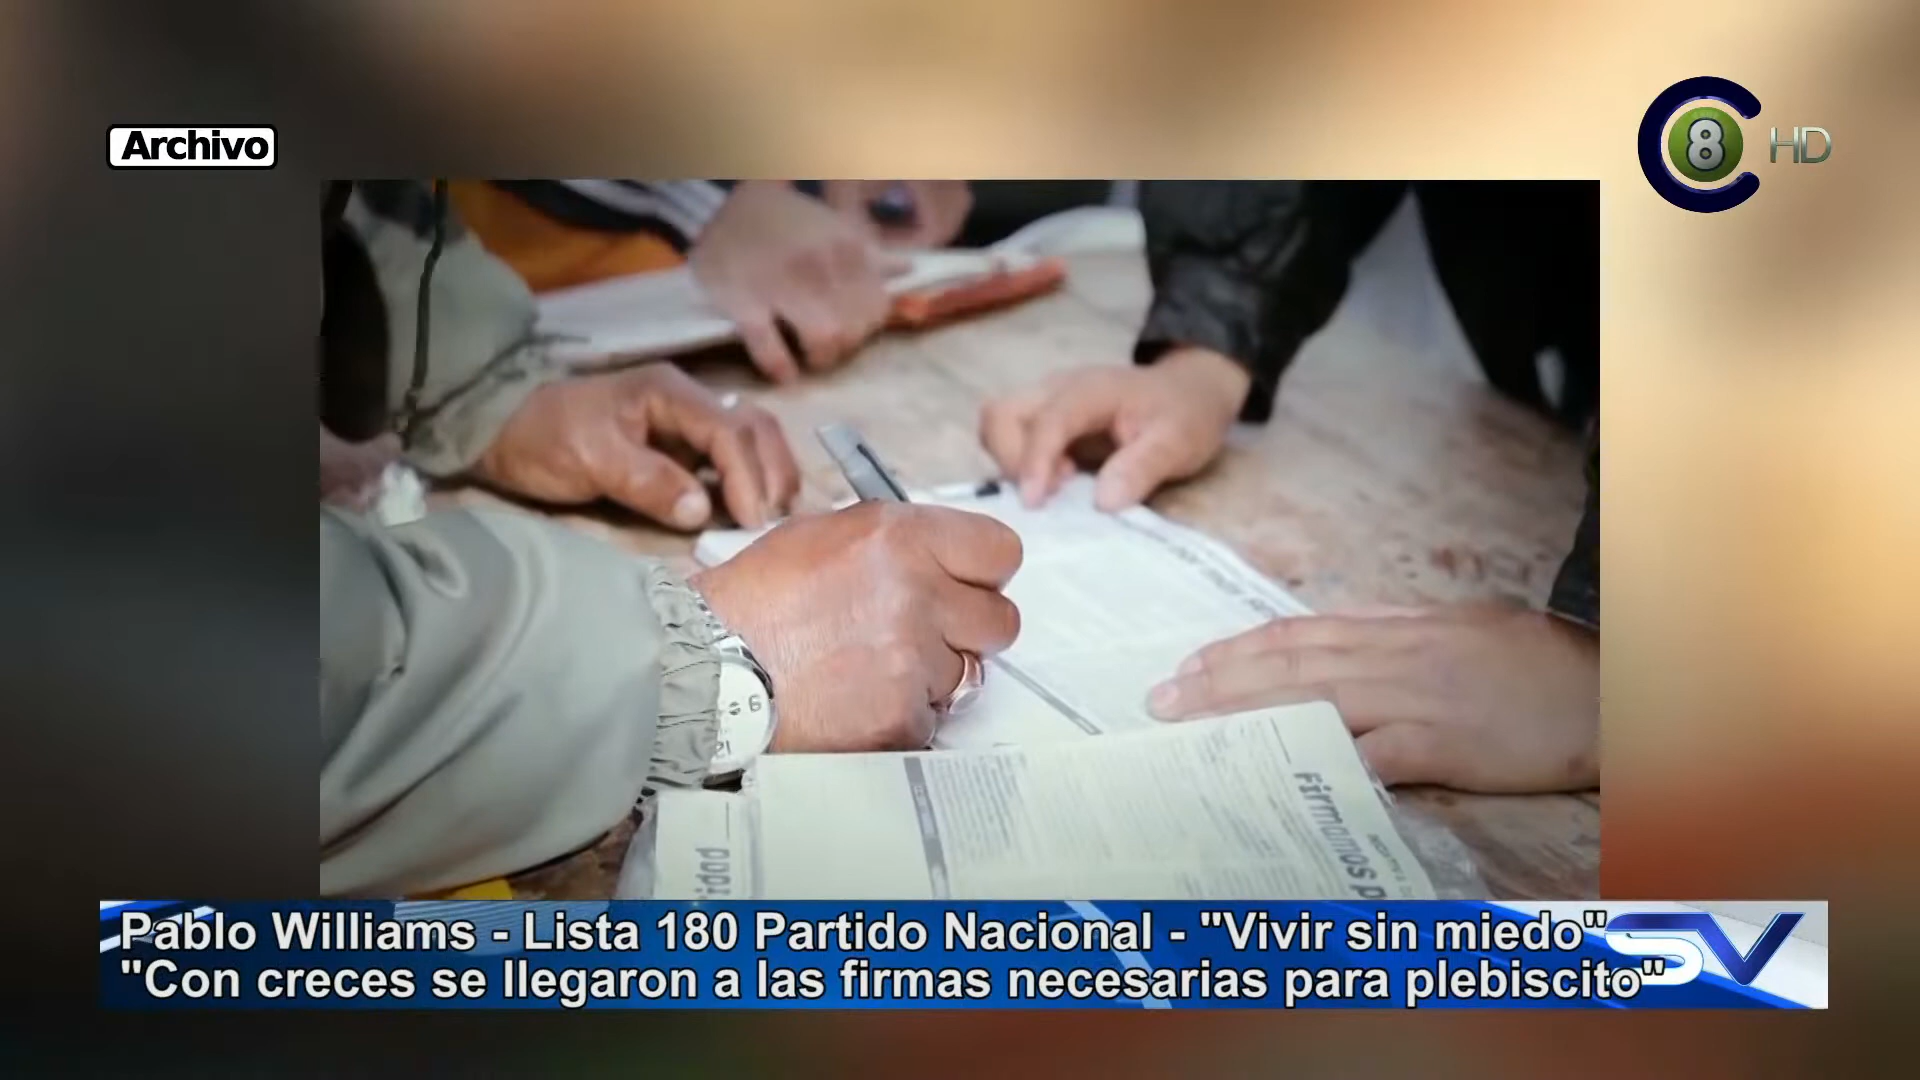 Archivo
8 HD
Firmamos p
idad
Pablo Williams - Lista 180 Partido Nacional - "Vivir sin miedo"
"Con creces se llegaron a las firmas necesarias para plebiscito"
SV